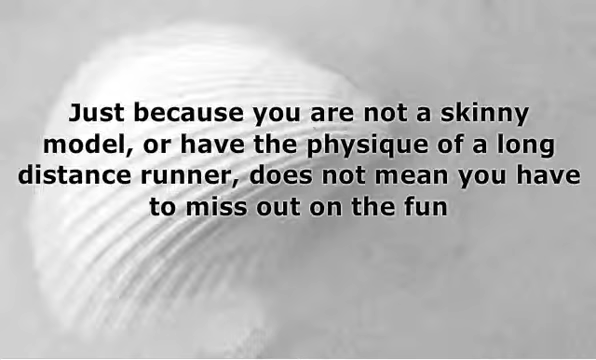 Just because you are not a skinny
model, or have the physique of a long
distance runner, does not mean you have
to miss out on the fun